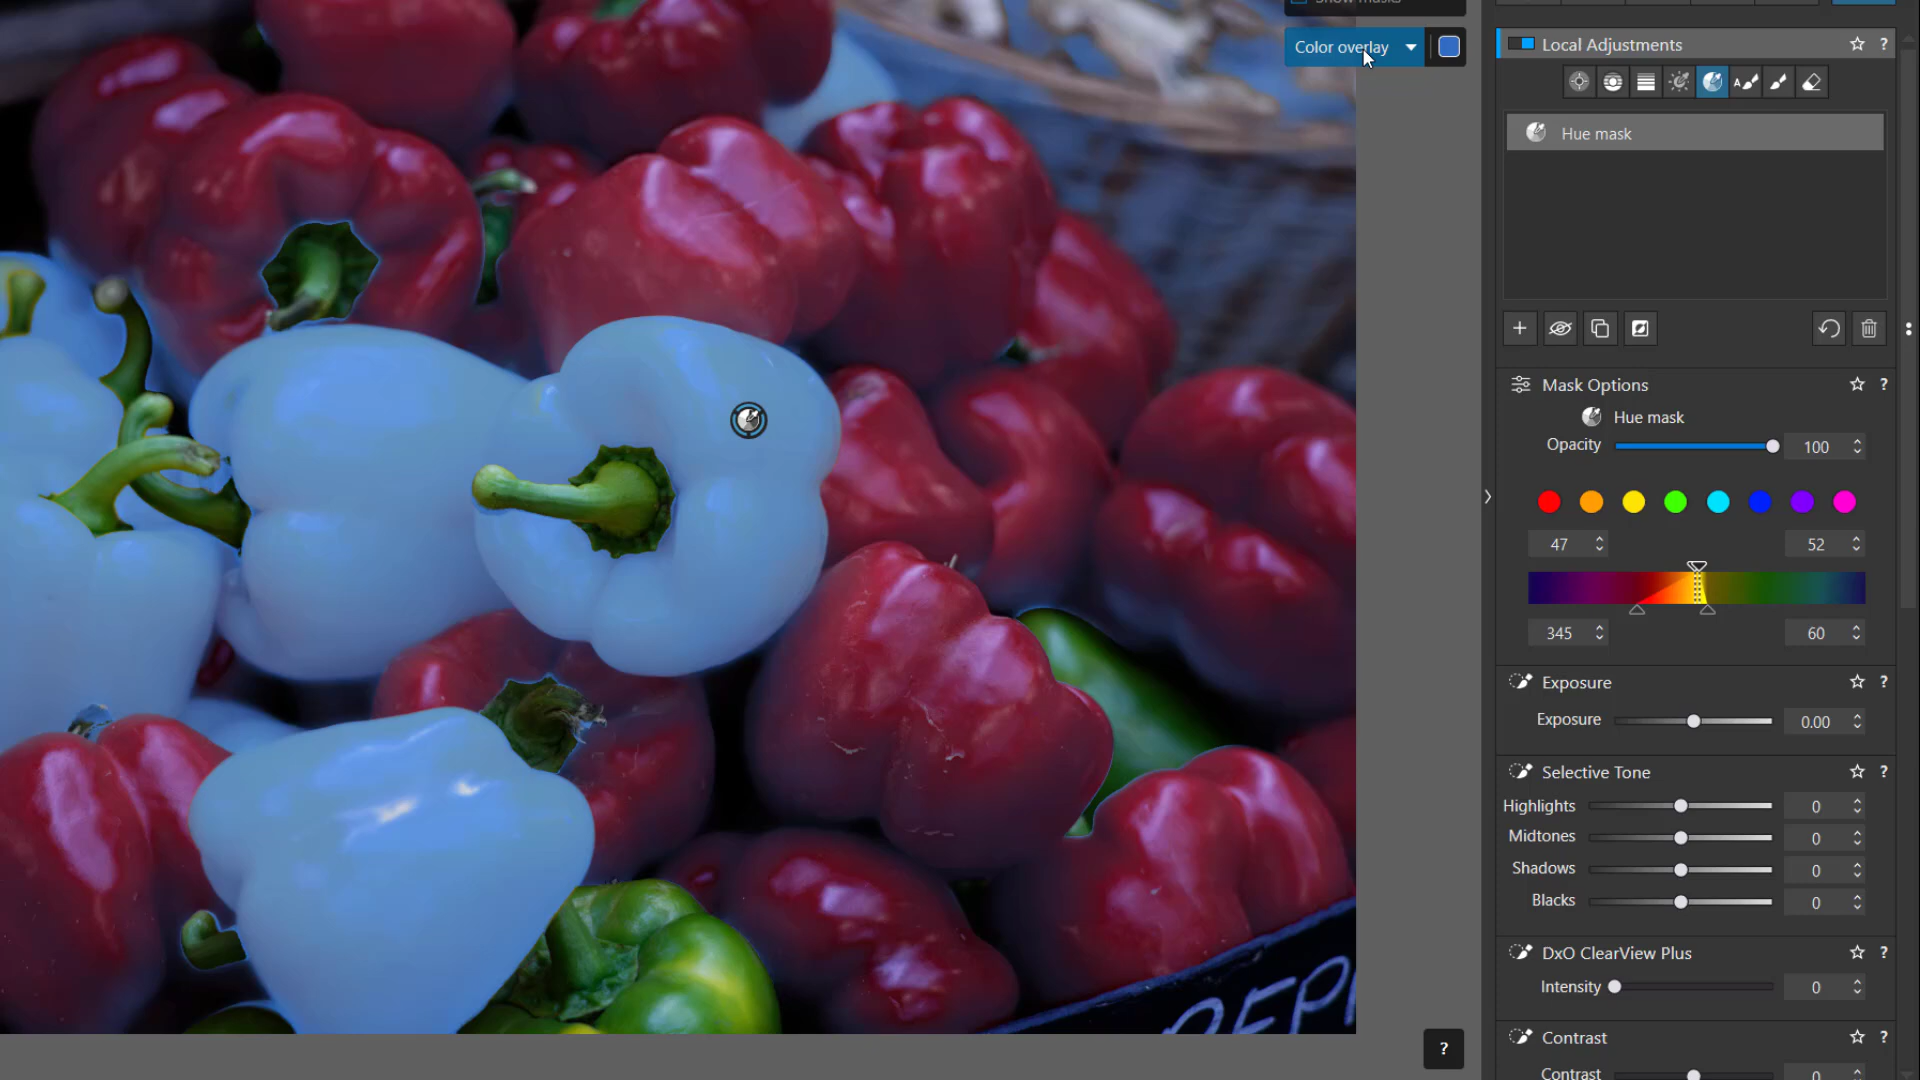 Show masks
Color overlay
Local Adjustments ?
A
Hue mask
Mask Options ?
Hue mask
Opacity 100
47 52
345 60
Exposure ?
Exposure 0.00
Selective Tone ?
Highlights 0
Midtones 0
Shadows 0
Blacks 0
DxO ClearView Plus ?
Intensity 0
Contrast ?
Contrast 0
?